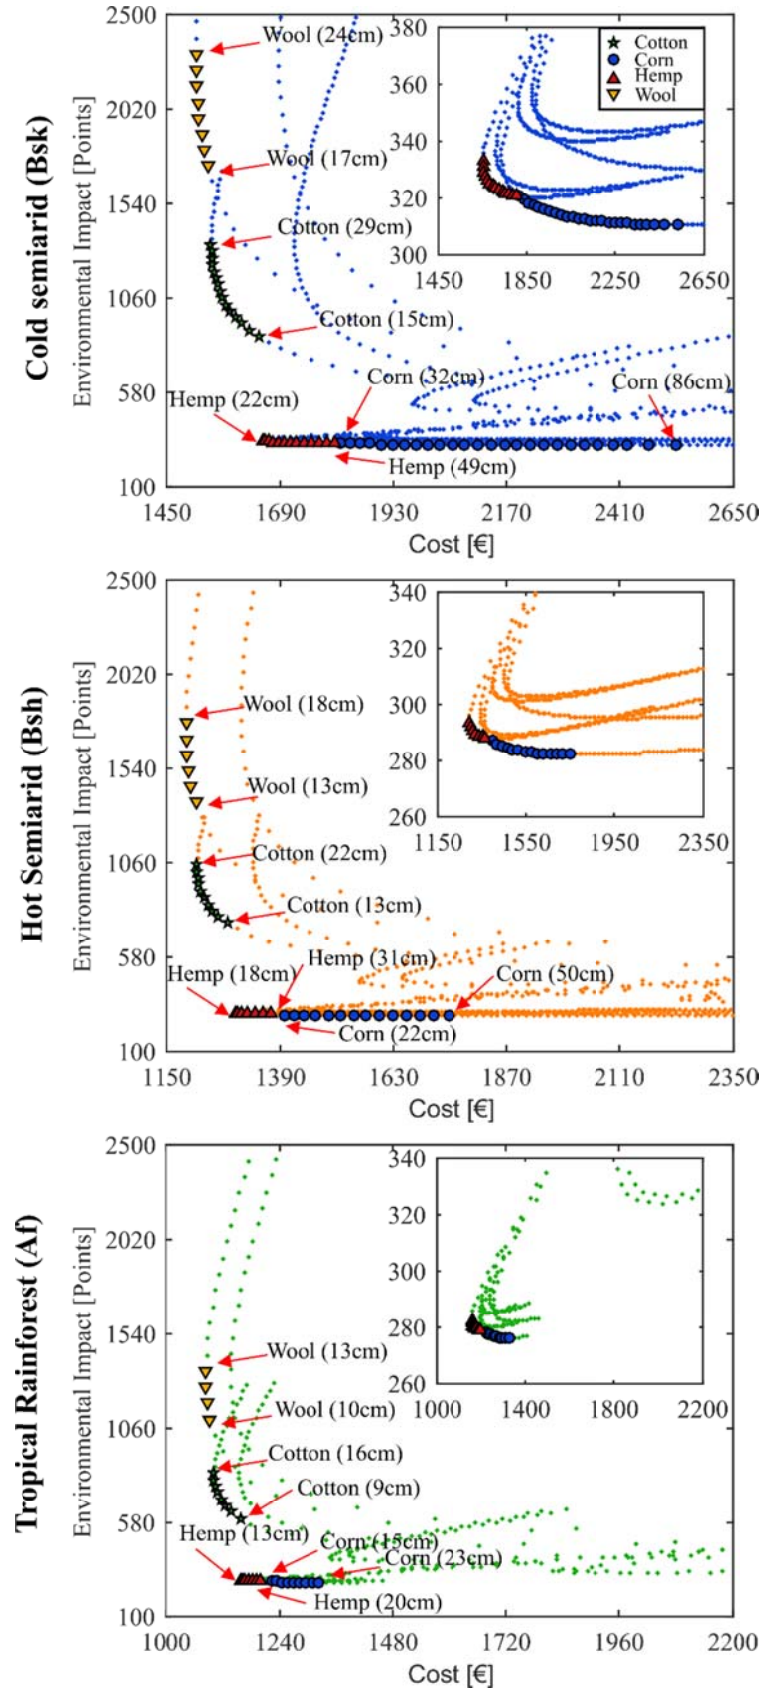 Cold semiarid (Bsk)
Environmental Impact [Points]
2500
2020
1540
1060
580
100
Wool (24cm)
Wool (17cm)
Cotton (29cm)
Cotton (15cm)
Corn (32cm)
Corn (86cm)
Hemp (22cm)
Hemp (49cm)
380
360
340
320
300
1450 1850 2250 2650
Cotton
Corn
Hemp
Wool
1450 1690 1930 2170 2410 2650
Cost [€]
Hot Semiarid (Bsh)
Environmental Impact [Points]
2500
2020
1540
1060
580
100
Wool (18cm)
Wool (13cm)
Cotton (22cm)
Cotton (13cm)
Hemp (31cm)
Hemp (18cm)
Corn (50cm)
Corn (22cm)
340
320
300
280
260
1150 1550 1950 2350
1150 1390 1630 1870 2110 2350
Cost [€]
Tropical Rainforest (Af)
Environmental Impact [Points]
2500
2020
1540
1060
580
100
Wool (13cm)
Wool (10cm)
Cotton (16cm)
Cotton (9cm)
Hemp (13cm)
Corn (15cm)
Corn (23cm)
Hemp (20cm)
340
320
300
280
260
1000 1400 1800 2200
1000 1240 1480 1720 1960 2200
Cost [€]